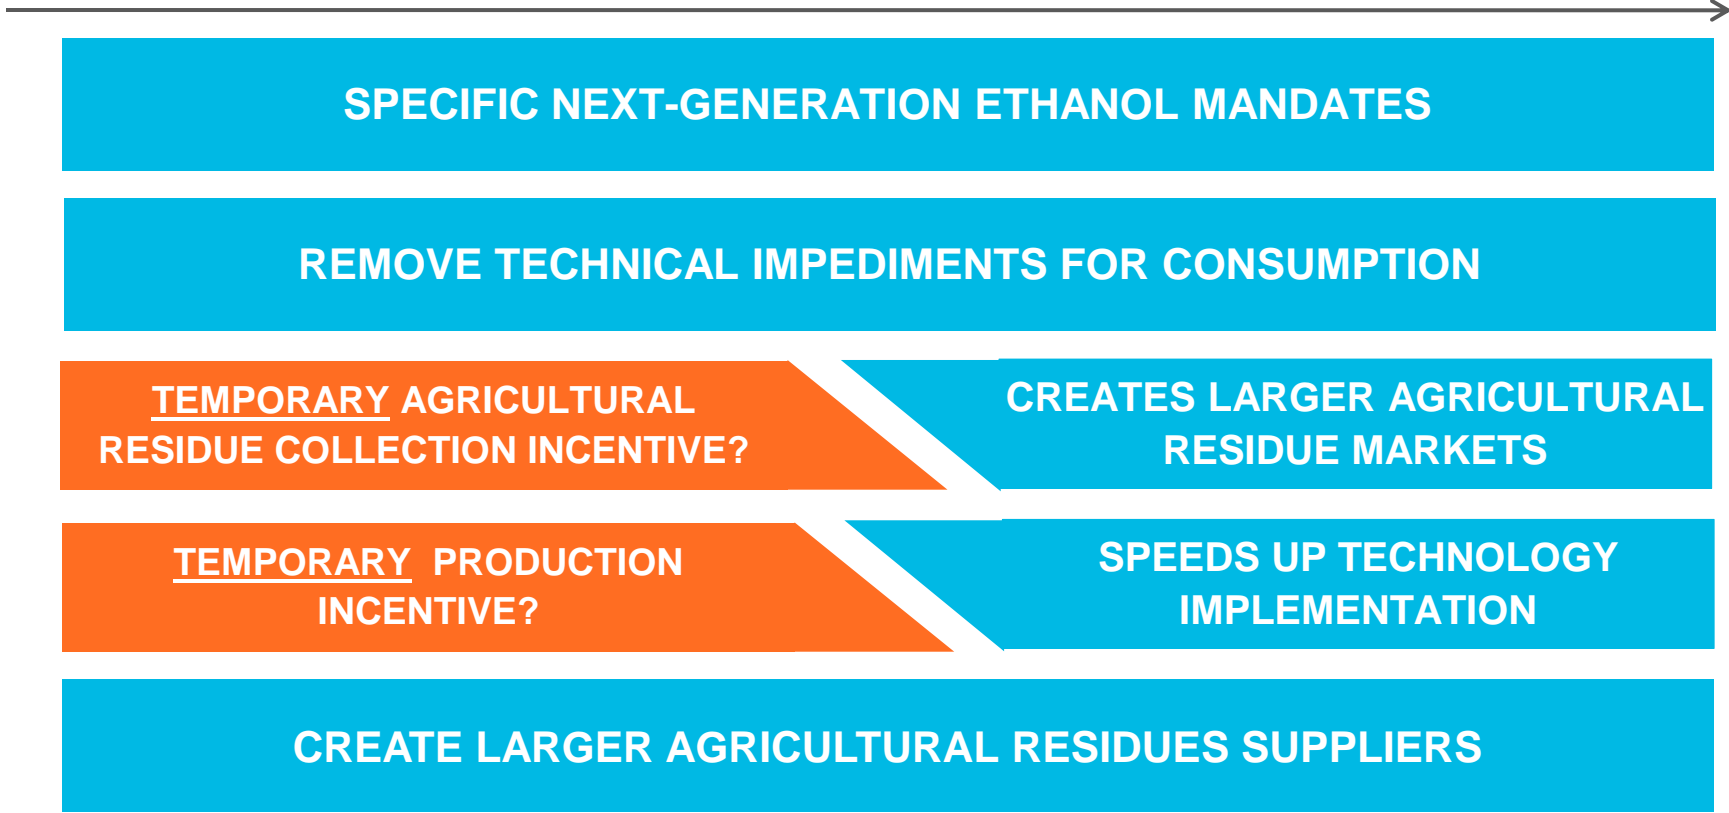 SPECIFIC NEXT-GENERATION ETHANOL MANDATES
REMOVE TECHNICAL IMPEDIMENTS FOR CONSUMPTION
TEMPORARY AGRICULTURAL
RESIDUE COLLECTION INCENTIVE?
CREATES LARGER AGRICULTURAL
RESIDUE MARKETS
TEMPORARY PRODUCTION
INCENTIVE?
SPEEDS UP TECHNOLOGY
IMPLEMENTATION
CREATE LARGER AGRICULTURAL RESIDUES SUPPLIERS